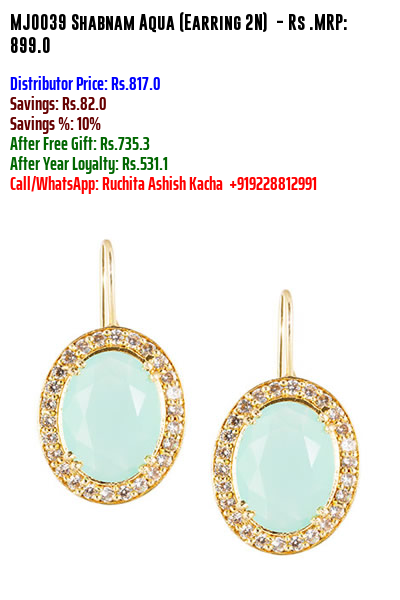 MJ0039 Shabnam Aqua (Earring 2N) - Rs .MRP:
899.0
Distributor Price: Rs.817.0
Savings: Rs.82.0
Savings %: 10%
After Free Gift: Rs.735.3
After Year Loyalty: Rs.531.1
Call/WhatsApp: Ruchita Ashish Kacha +919228812991